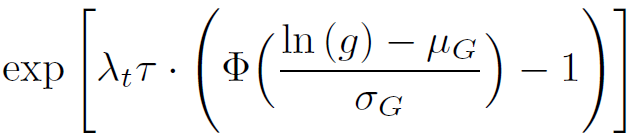 exp [ λ_t τ · ( Φ ( (ln (g) − μ_G) / σ_G ) − 1 ) ]